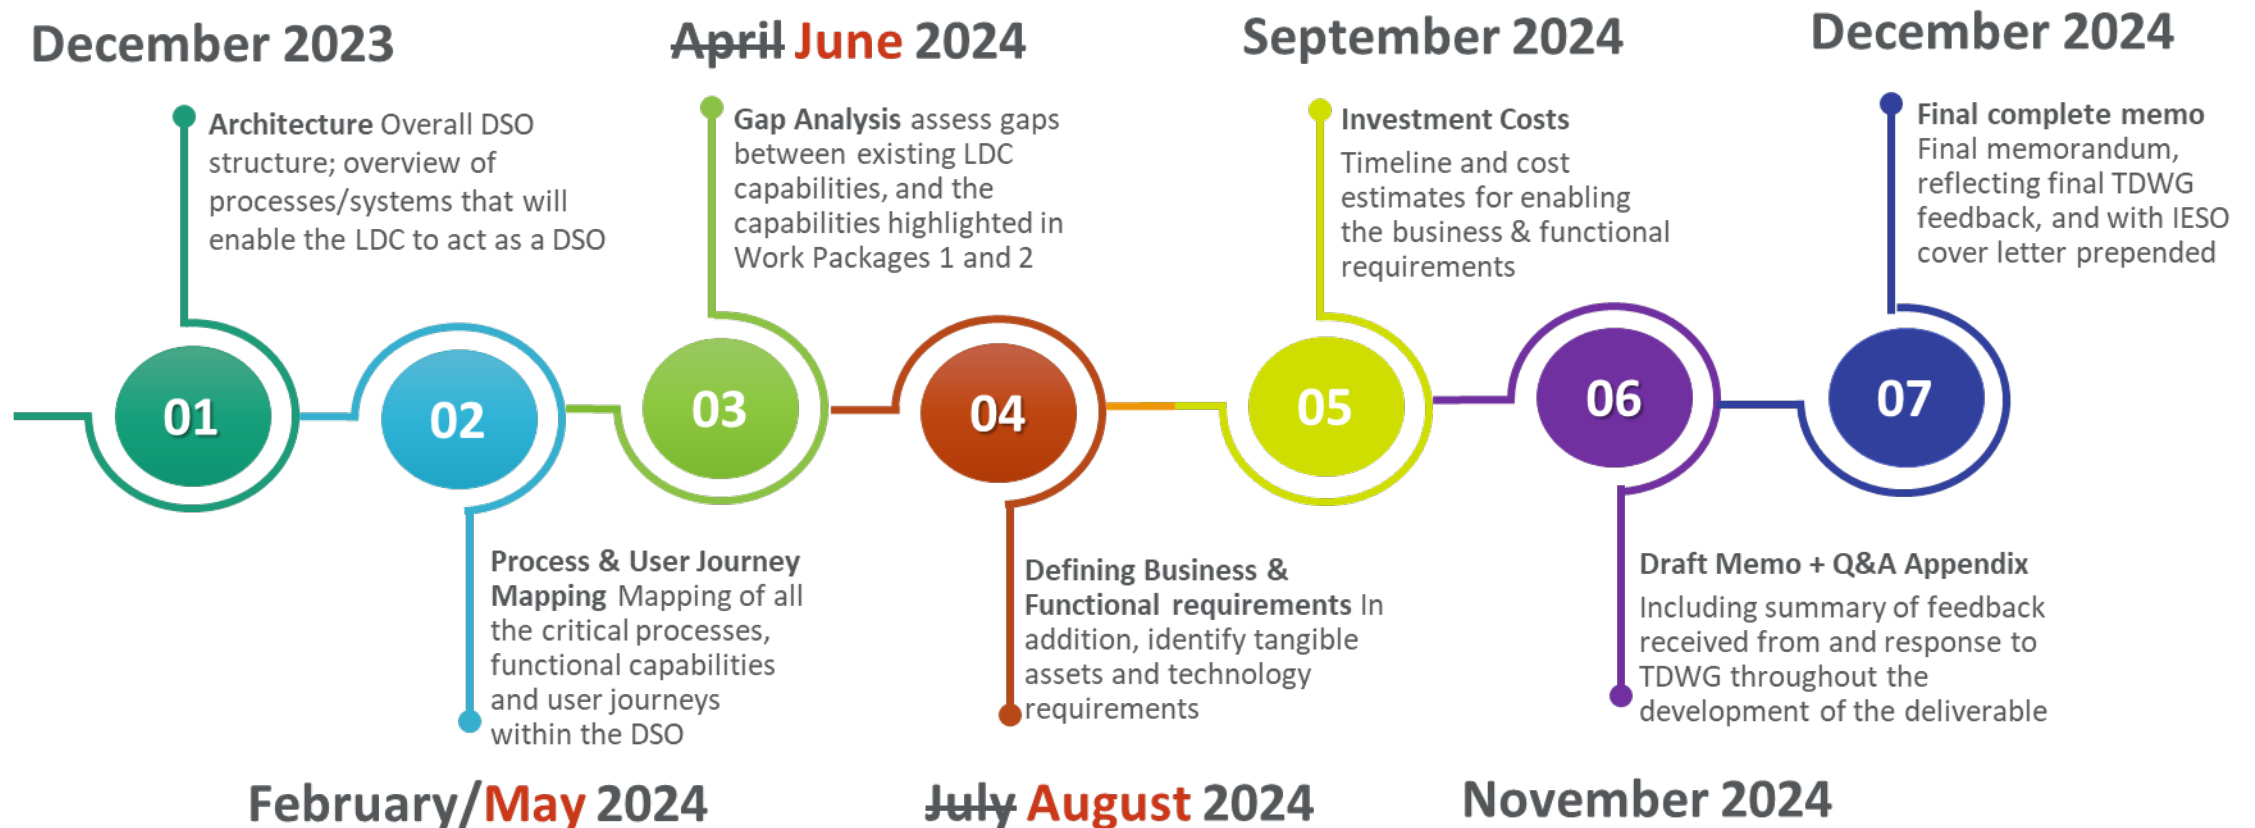 December 2023
Architecture Overall DSO
structure; overview of
processes/systems that will
enable the LDC to act as a DSO
April June 2024
Gap Analysis assess gaps
between existing LDC
capabilities, and the
capabilities highlighted in
Work Packages 1 and 2
September 2024
Investment Costs
Timeline and cost
estimates for enabling
the business & functional
requirements
December 2024
Final complete memo
Final memorandum,
reflecting final TDWG
feedback, and with IESO
cover letter prepended
01
02
03
04
05
06
07
Process & User Journey
Mapping Mapping of all
the critical processes,
functional capabilities
and user journeys
within the DSO
February/May 2024
Defining Business &
Functional requirements In
addition, identify tangible
assets and technology
requirements
July August 2024
Draft Memo + Q&A Appendix
Including summary of feedback
received from and response to
TDWG throughout the
development of the deliverable
November 2024